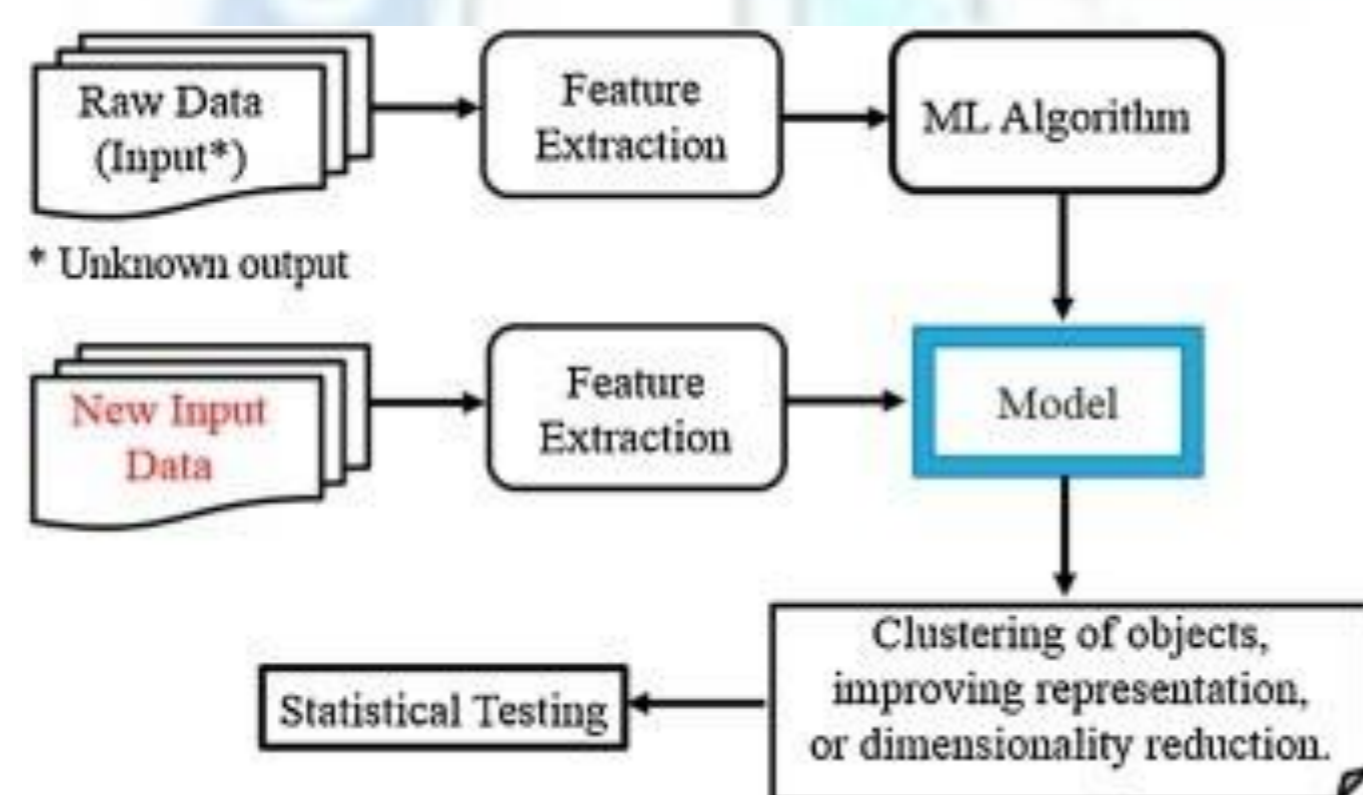 Raw Data
(Input*)
Feature
Extraction
ML Algorithm
* Unknown output
New Input
Data
Feature
Extraction
Model
Clustering of objects,
improving representation,
or dimensionality reduction.
Statistical Testing